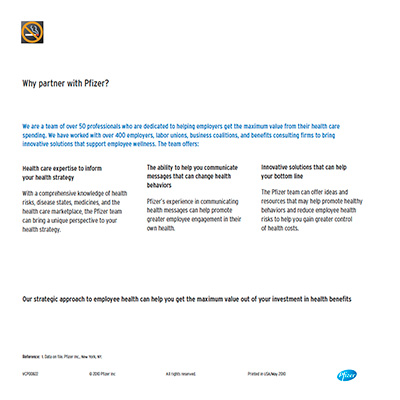 Why partner with Pfizer?
We are a team of over 50 professionals who are dedicated to helping employers get the maximum value from their health care
spending. We have worked with over 400 employers, labor unions, business coalitions, and benefits consulting firms to bring
innovative solutions that support employee wellness. The team offers:
Health care expertise to inform
your health strategy
With a comprehensive knowledge of health
risks, disease states, medicines, and the
health care marketplace, the Pfizer team
can bring a unique perspective to your
health strategy.
The ability to help you communicate
messages that can change health
behaviors
Pfizer's experience in communicating
health messages can help promote
greater employee engagement in their
own health.
Innovative solutions that can help
your bottom line
The Pfizer team can offer ideas and
resources that may help promote healthy
behaviors and reduce employee health
risks to help you gain greater control
of health costs.
Our strategic approach to employee health can help you get the maximum value out of your investment in health benefits
Reference: 1. Data on file. Pfizer Inc., New York, NY.
© 2010 Pfizer Inc.
All rights reserved.
Printed in USA/May 2010
Pfizer